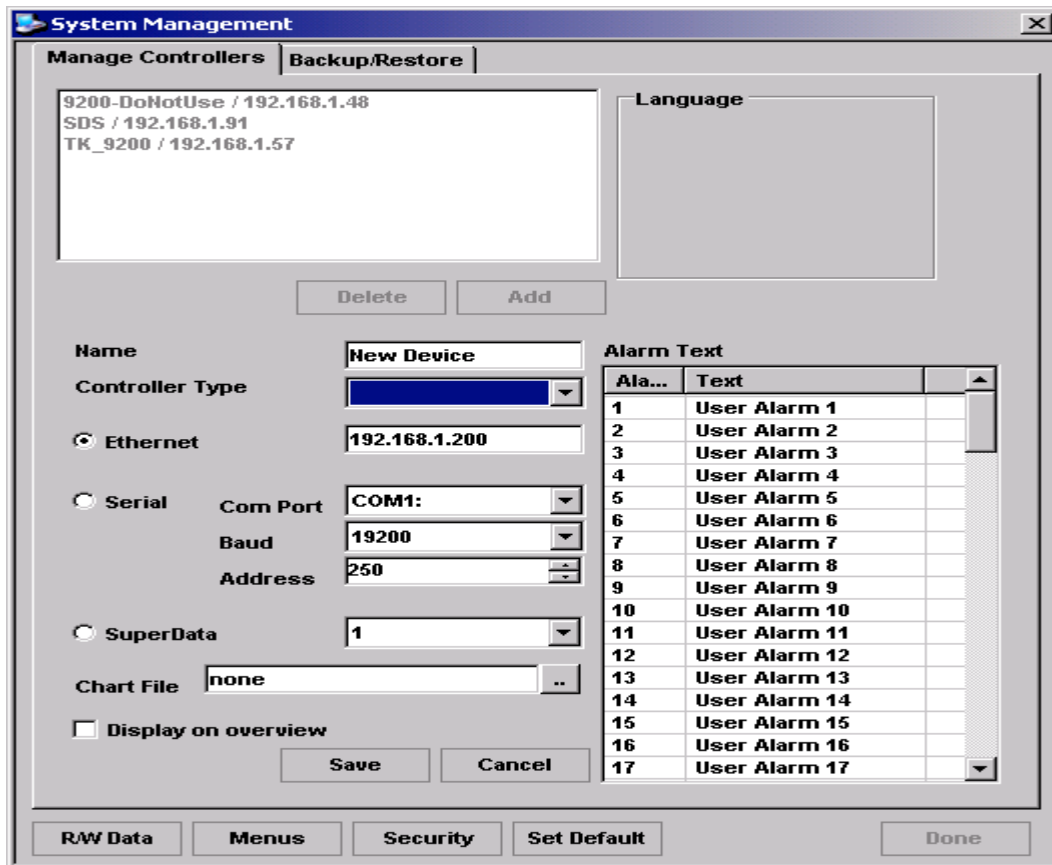 System Management
Manage Controllers
Backup/Restore
9200-DoNotUse / 192.168.1.48
SDS / 192.168.1.91
TK_9200 / 192.168.1.57
Language
Delete
Add
Name
New Device
Controller Type
Ethernet
192.168.1.200
Serial
Com Port
COM1:
Baud
19200
Address
250
SuperData
1
Chart File
none
..
Display on overview
Save
Cancel
Alarm Text
Ala... Text
1 User Alarm 1
2 User Alarm 2
3 User Alarm 3
4 User Alarm 4
5 User Alarm 5
6 User Alarm 6
7 User Alarm 7
8 User Alarm 8
9 User Alarm 9
10 User Alarm 10
11 User Alarm 11
12 User Alarm 12
13 User Alarm 13
14 User Alarm 14
15 User Alarm 15
16 User Alarm 16
17 User Alarm 17
R/W Data
Menus
Security
Set Default
Done